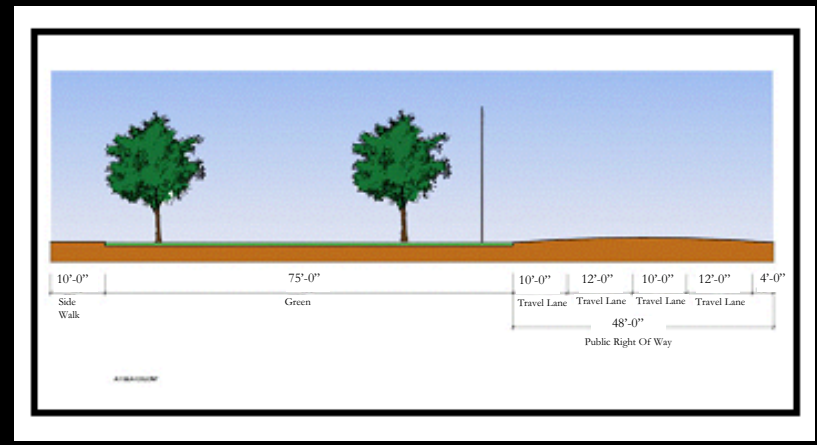 10’-0”
75’-0”
10’-0”
12’-0”
10’-0”
12’-0”
4’-0”
Side
Walk
Green
Travel Lane
Travel Lane
Travel Lane
Travel Lane
48’-0”
Public Right Of Way